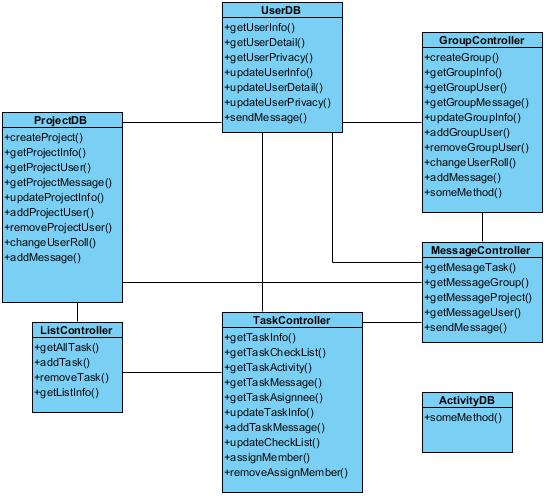 UserDB
+getUserInfo()
+getUserDetail()
+getUserPrivacy()
+updateUserInfo()
+updateUserDetail()
+updateUserPrivacy()
+sendMessage()
GroupController
+createGroup()
+getGroupInfo()
+getGroupUser()
+getGroupMessage()
+updateGroupInfo()
+addGroupUser()
+removeGroupUser()
+changeUserRoll()
+addMessage()
+someMethod()
ProjectDB
+createProject()
+getProjectInfo()
+getProjectUser()
+getProjectMessage()
+updateProjectInfo()
+addProjectUser()
+removeProjectUser()
+changeUserRoll()
+addMessage()
MessageController
+getMesageTask()
+getMessageGroup()
+getMessageProject()
+getMessageUser()
+sendMessage()
ListController
+getAllTask()
+addTask()
+removeTask()
+getListInfo()
TaskController
+getTaskInfo()
+getTaskCheckList()
+getTaskActivity()
+getTaskMessage()
+getTaskAsignnee()
+updateTaskInfo()
+addTaskMessage()
+updateCheckList()
+assignMember()
+removeAssignMember()
ActivityDB
+someMethod()